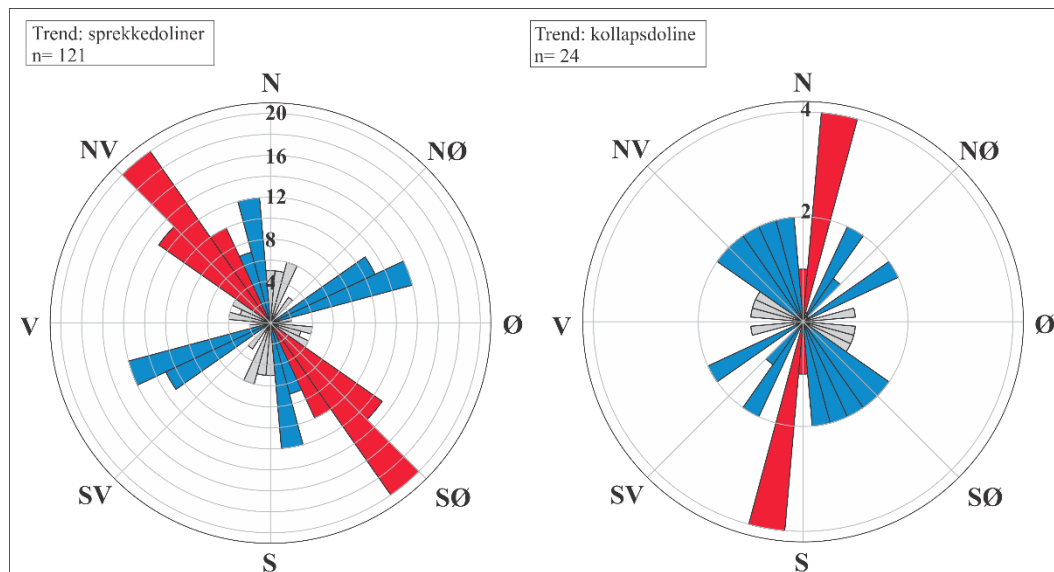 Trend: sprekkedoliner
n= 121
Trend: kollapsdoline
n= 24
N
20
16
12
8
4
NV
NØ
V
Ø
SV
SØ
S
N
4
2
NV
NØ
V
Ø
SV
SØ
S